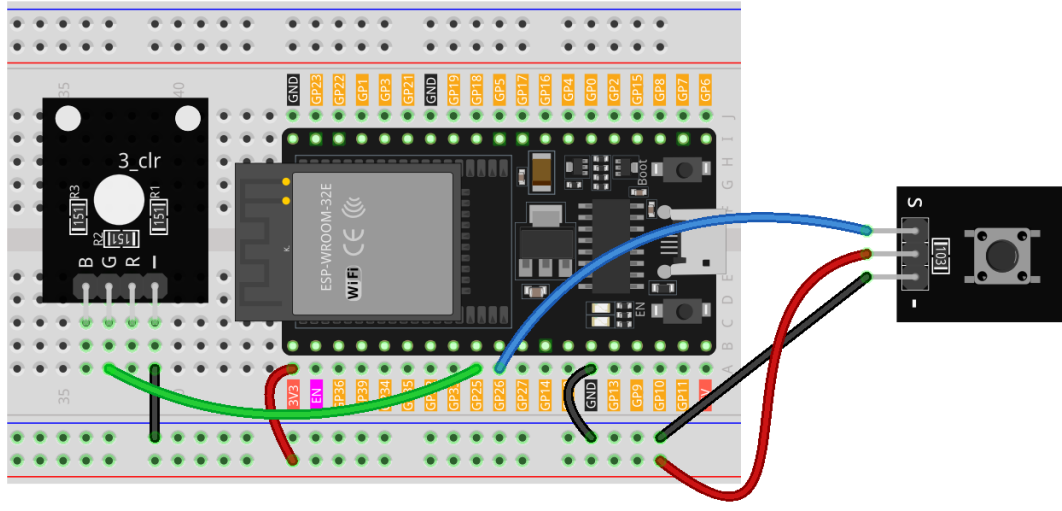 35
40
GND GP23 GP22 GP1 GP3 GP21 GND GP19 GP18 GP5 GP17 GP16 GP4 GP0 GP2 GP15 GP8 GP7 GP6
J
I
H
G
3_clr
R3
151
R2
151
R1
151
B G R -
ESP-WROOM-32E
CE
WiFi
Boot
EN
E
D
C
B
A
S
103
-
35
3V3 EN GP36 GP39 GP34 GP35 GP25 GP26 GP27 GP14 GND GP9 GP10 GP11